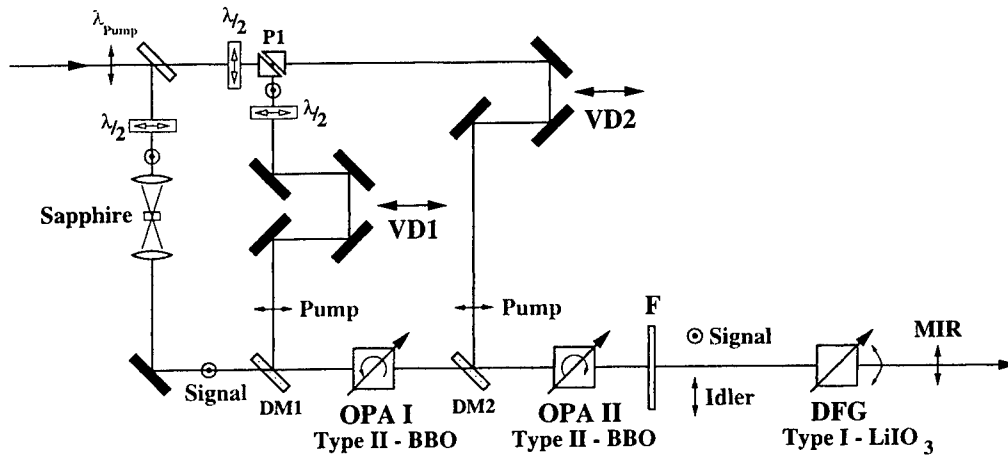 λPump
λ/2
P1
λ/2
λ/2
VD2
Sapphire
VD1
Pump
Pump
F
Signal
MIR
Signal
Idler
DM1
OPA I
DM2
OPA II
DFG
Type II - BBO
Type II - BBO
Type I - LiIO3